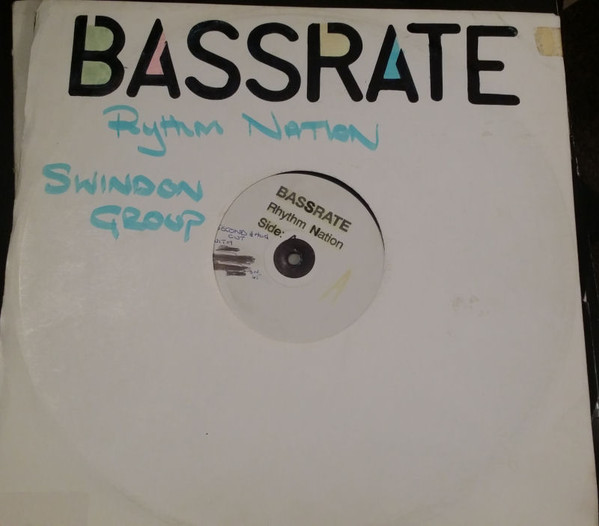 BASSRATE
Rythm Nation
Swindon
Group
BASSRATE
Rhythm Nation
Side: